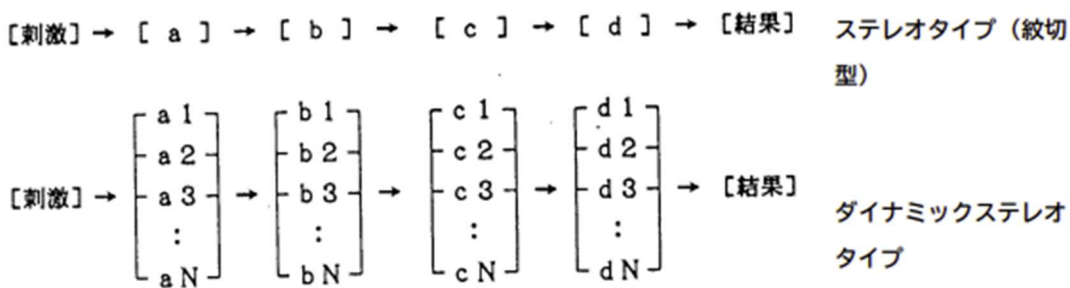 [刺激] → [ a ] → [ b ] → [ c ] → [ d ] → [結果]
ステレオタイプ（紋切
型）
a 1 b 1 c 1 d 1
a 2 b 2 c 2 d 2
[刺激] → a 3 → b 3 → c 3 → d 3 → [結果]
: : : :
a N b N c N d N
ダイナミックステレオ
タイプ